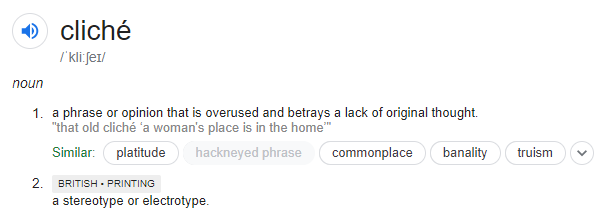 cliché
/ˈkliːʃeɪ/
noun
1. a phrase or opinion that is overused and betrays a lack of original thought.
"that old cliché ‘a woman's place is in the home’"
Similar: platitude hackneyed phrase commonplace banality truism
2. BRITISH • PRINTING
a stereotype or electrotype.